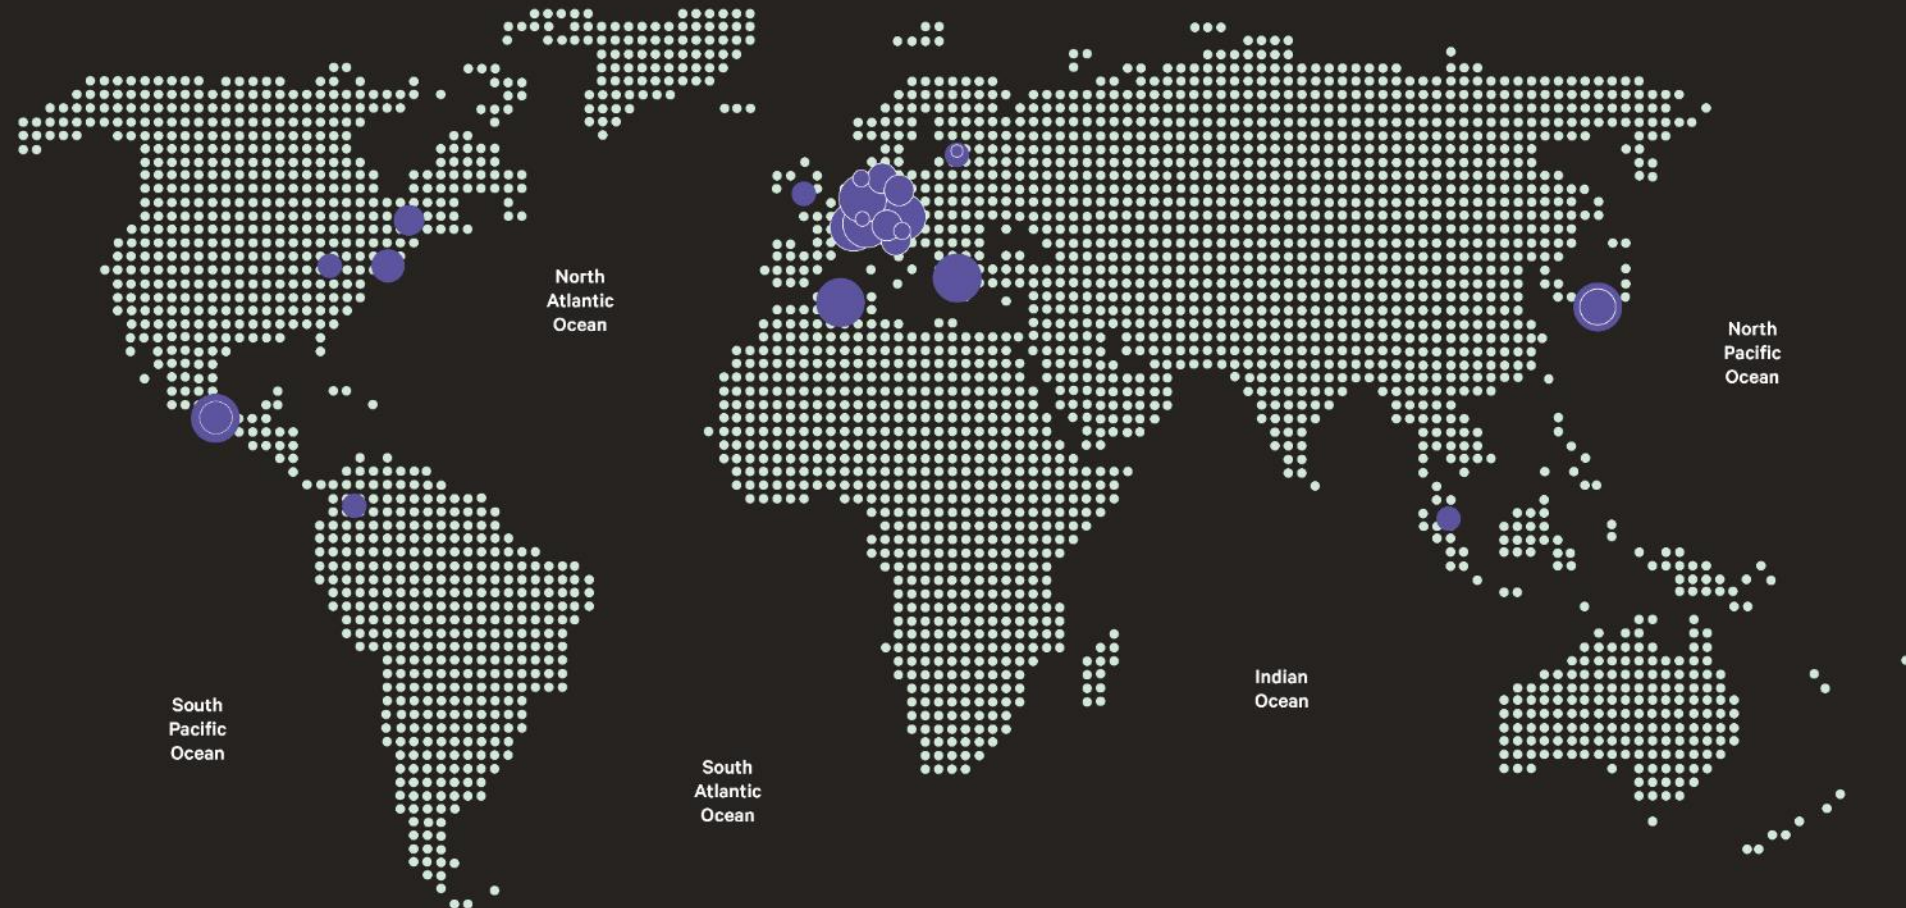 North
Atlantic
Ocean
North
Pacific
Ocean
Indian
Ocean
South
Pacific
Ocean
South
Atlantic
Ocean